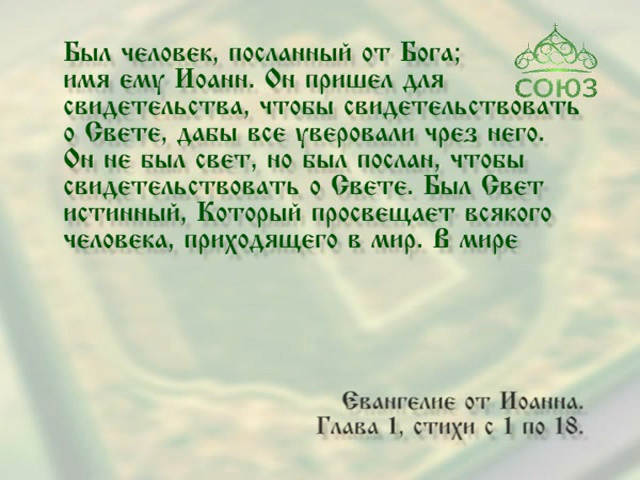 Был человек, посланный от Бога;
имя ему Иоанн. Он пришел для
свидетельства, чтобы свидетельствовать
о Свете, дабы все уверовали чрез него.
Он не был свет, но был послан, чтобы
свидетельствовать о Свете. Был Свет
истинный, Который просвещает всякого
человека, приходящего в мир. В мире
СОЮЗ
Евангелие от Иоанна.
Глава 1, стихи с 1 по 18.